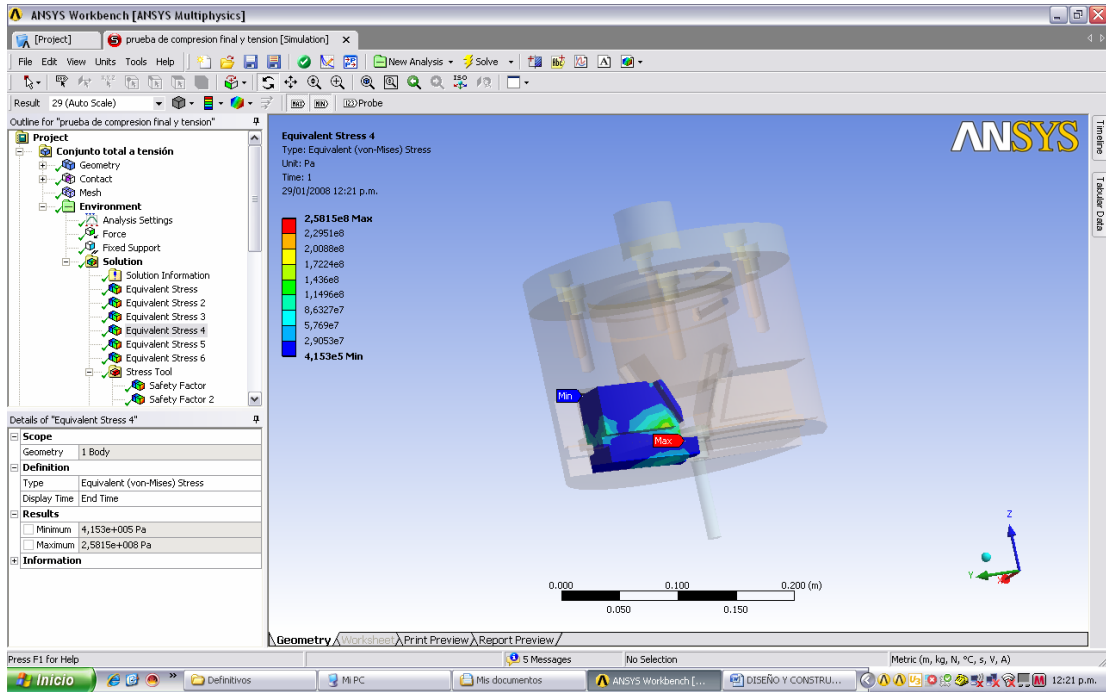 ANSYS Workbench [ANSYS Multiphysics]
[Project]
prueba de compresion final y tension [Simulation]
File Edit View Units Tools Help
New Analysis
Solve
A
ISO
Result 29 (Auto Scale)
MAX
MIN
Probe
Outline for "prueba de compresion final y tension"
Project
Conjunto total a tensión
Geometry
Contact
Mesh
Environment
Analysis Settings
Force
Fixed Support
Solution
Solution Information
Equivalent Stress
Equivalent Stress 2
Equivalent Stress 3
Equivalent Stress 4
Equivalent Stress 5
Equivalent Stress 6
Stress Tool
Safety Factor
Safety Factor 2
Details of "Equivalent Stress 4"
Scope
Geometry 1 Body
Definition
Type Equivalent (von-Mises) Stress
Display Time End Time
Results
Minimum 4,153e+005 Pa
Maximum 2,5815e+008 Pa
Information
Equivalent Stress 4
Type: Equivalent (von-Mises) Stress
Unit: Pa
Time: 1
29/01/2008 12:21 p.m.
2,5815e8 Max
2,2951e8
2,0088e8
1,7224e8
1,436e8
1,1496e8
8,6327e7
5,769e7
2,9053e7
4,153e5 Min
ANSYS
Min
Max
Z
Y
X
0.000 0.100 0.200 (m)
0.050 0.150
Timeline
Tabular Data
Geometry Worksheet Print Preview Report Preview
Press F1 for Help
5 Messages
No Selection
Metric (m, kg, N, °C, s, V, A)
Inicio
Definitivos
Mi PC
Mis documentos
ANSYS Workbench [...
DISEÑO Y CONSTRU...
12:21 p.m.